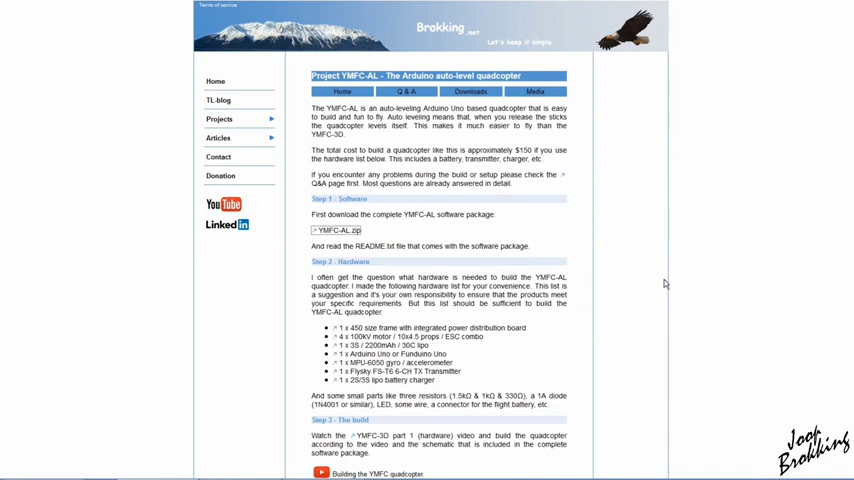 Terms of service
Brokking.net
Let's keep it simple.
Home
TL-blog
Projects
Articles
Contact
Donation
YouTube
LinkedIn
Project YMFC-AL - The Arduino auto-level quadcopter
Home Q & A Downloads Media
The YMFC-AL is an auto-leveling Arduino Uno based quadcopter that is easy
to build and fun to fly. Auto leveling means that, when you release the sticks
the quadcopter levels itself. This makes it much easier to fly than the
YMFC-3D.
The total cost to build a quadcopter like this is approximately $150 if you use
the hardware list below. This includes a battery, transmitter, charger, etc.
If you encounter any problems during the build or setup please check the
Q&A page first. Most questions are already answered in detail.
Step 1 - Software
First download the complete YMFC-AL software package:
YMFC-AL.zip
And read the README.txt file that comes with the software package.
Step 2 - Hardware
I often get the question what hardware is needed to build the YMFC-AL
quadcopter. I made the following hardware list for your convenience. This list is
a suggestion and it's your own responsibility to ensure that the products meet
your specific requirements. But this list should be sufficient to build the
YMFC-AL quadcopter.
1 x 450 size frame with integrated power distribution board
4 x 100kV motor / 10x4.5 props / ESC combo
1 x 3S / 2200mAh / 30C lipo
1 x Arduino Uno or Funduino Uno
1 x MPU-6050 gyro / accelerometer
1 x Flysky FS-T6 6-CH TX Transmitter
1 x 2S/3S lipo battery charger
And some small parts like three resistors (1.5kΩ & 1kΩ & 330Ω), a 1A diode
(1N4001 or similar), LED, some wire, a connector for the flight battery, etc.
Step 3 - The build
Watch the YMFC-3D part 1 (hardware) video and build the quadcopter
according to the video and the schematic that is included in the complete
software package.
Building the YMFC quadcopter.
Joop
Brokking